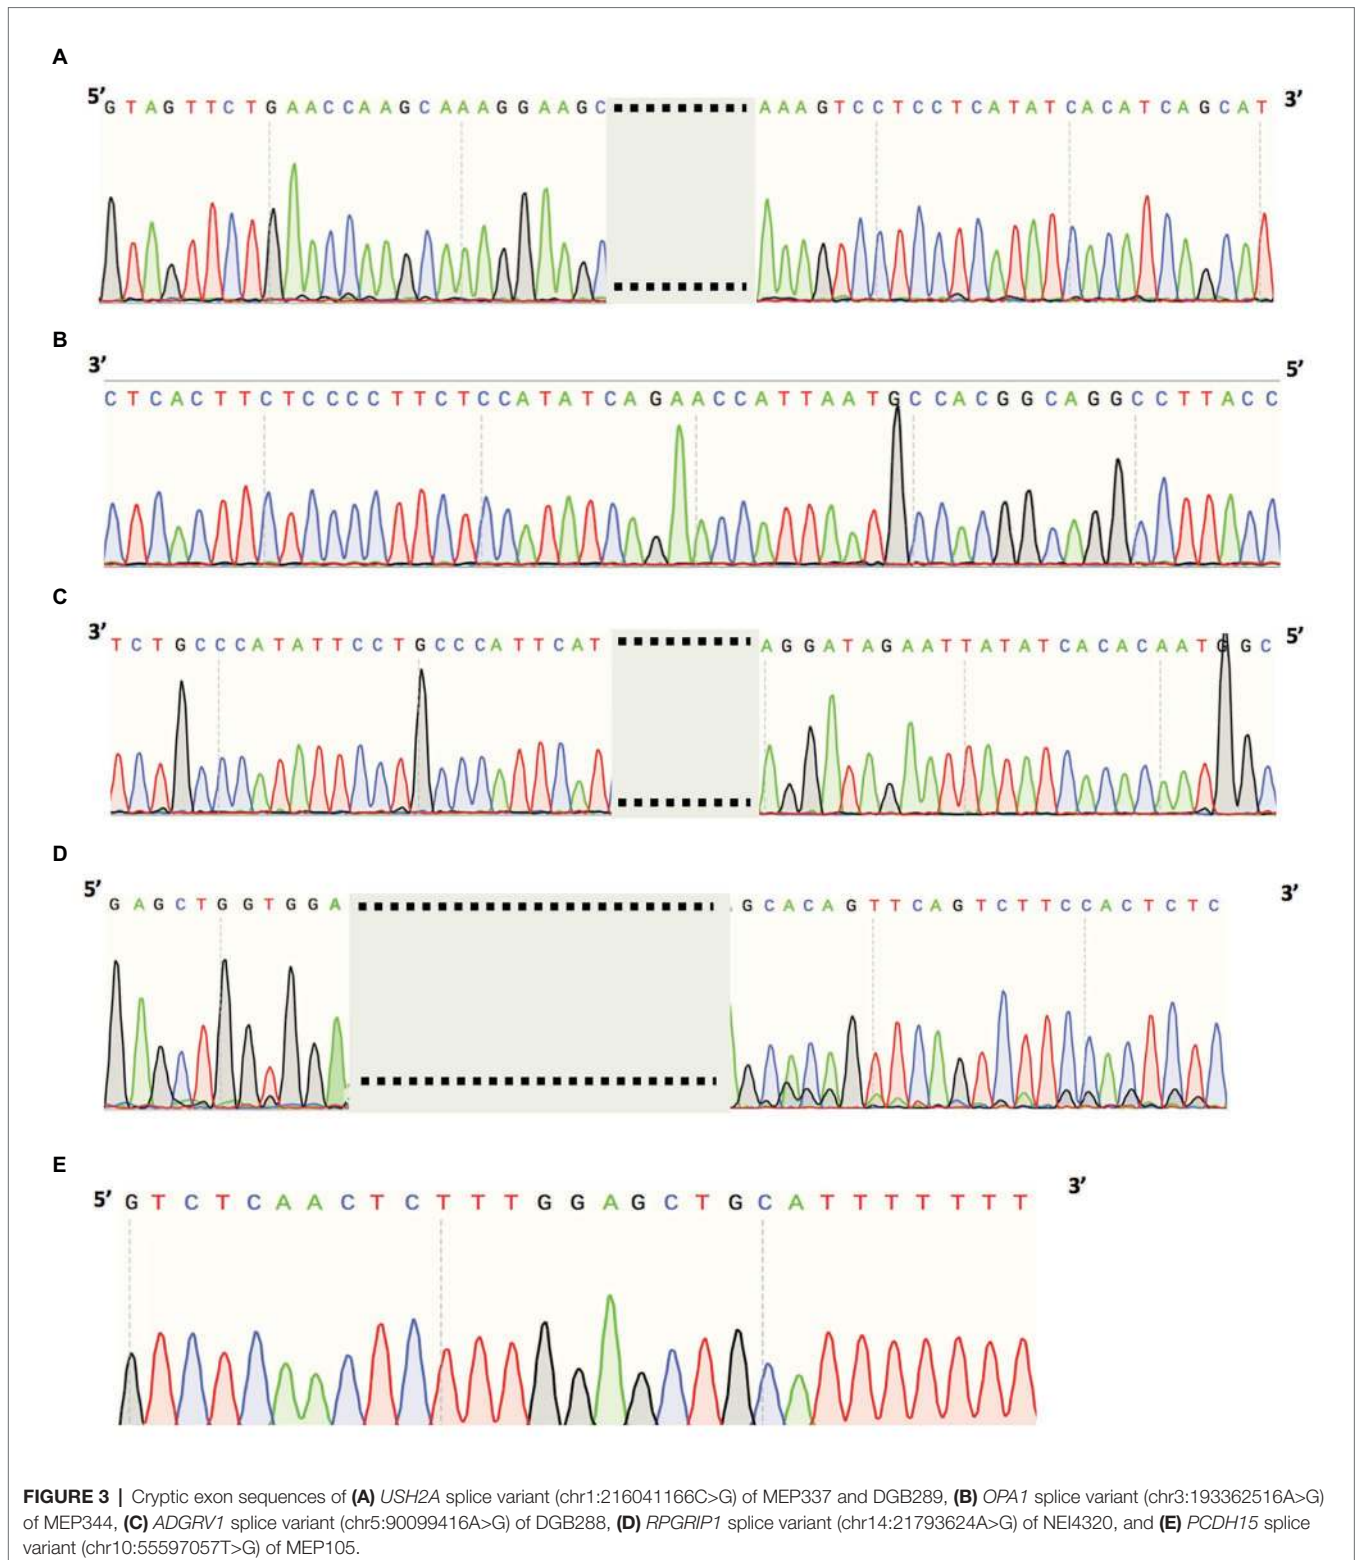 A
5’ G T A G T T C T G A A C C A A G C A A A G G A A G C A A A G T C C T C C T C A T A T C A C A T C A G C A T 3’
B
3’ 5’
C T C A C T T C T C C C C T T C T C C A T A T C A G A A C C A T T A A T G C C A C G G C A G G C C T T A C C
C
3’ T C T G C C C A T A T T C C T G C C C A T T C A T A G G A T A G A A T T A T A T C A C A C A A T G G C 5’
D
5’ G A G C T G G T G G A G C A C A G T T C A G T C T T C C A C T C T C 3’
E
5’ G T C T C A A C T C T T T G G A G C T G C A T T T T T T T 3’
FIGURE 3 | Cryptic exon sequences of (A) USH2A splice variant (chr1:216041166C>G) of MEP337 and DGB289, (B) OPA1 splice variant (chr3:193362516A>G)
of MEP344, (C) ADGRV1 splice variant (chr5:90099416A>G) of DGB288, (D) RPGRIP1 splice variant (chr14:21793624A>G) of NEI4320, and (E) PCDH15 splice
variant (chr10:55597057T>G) of MEP105.